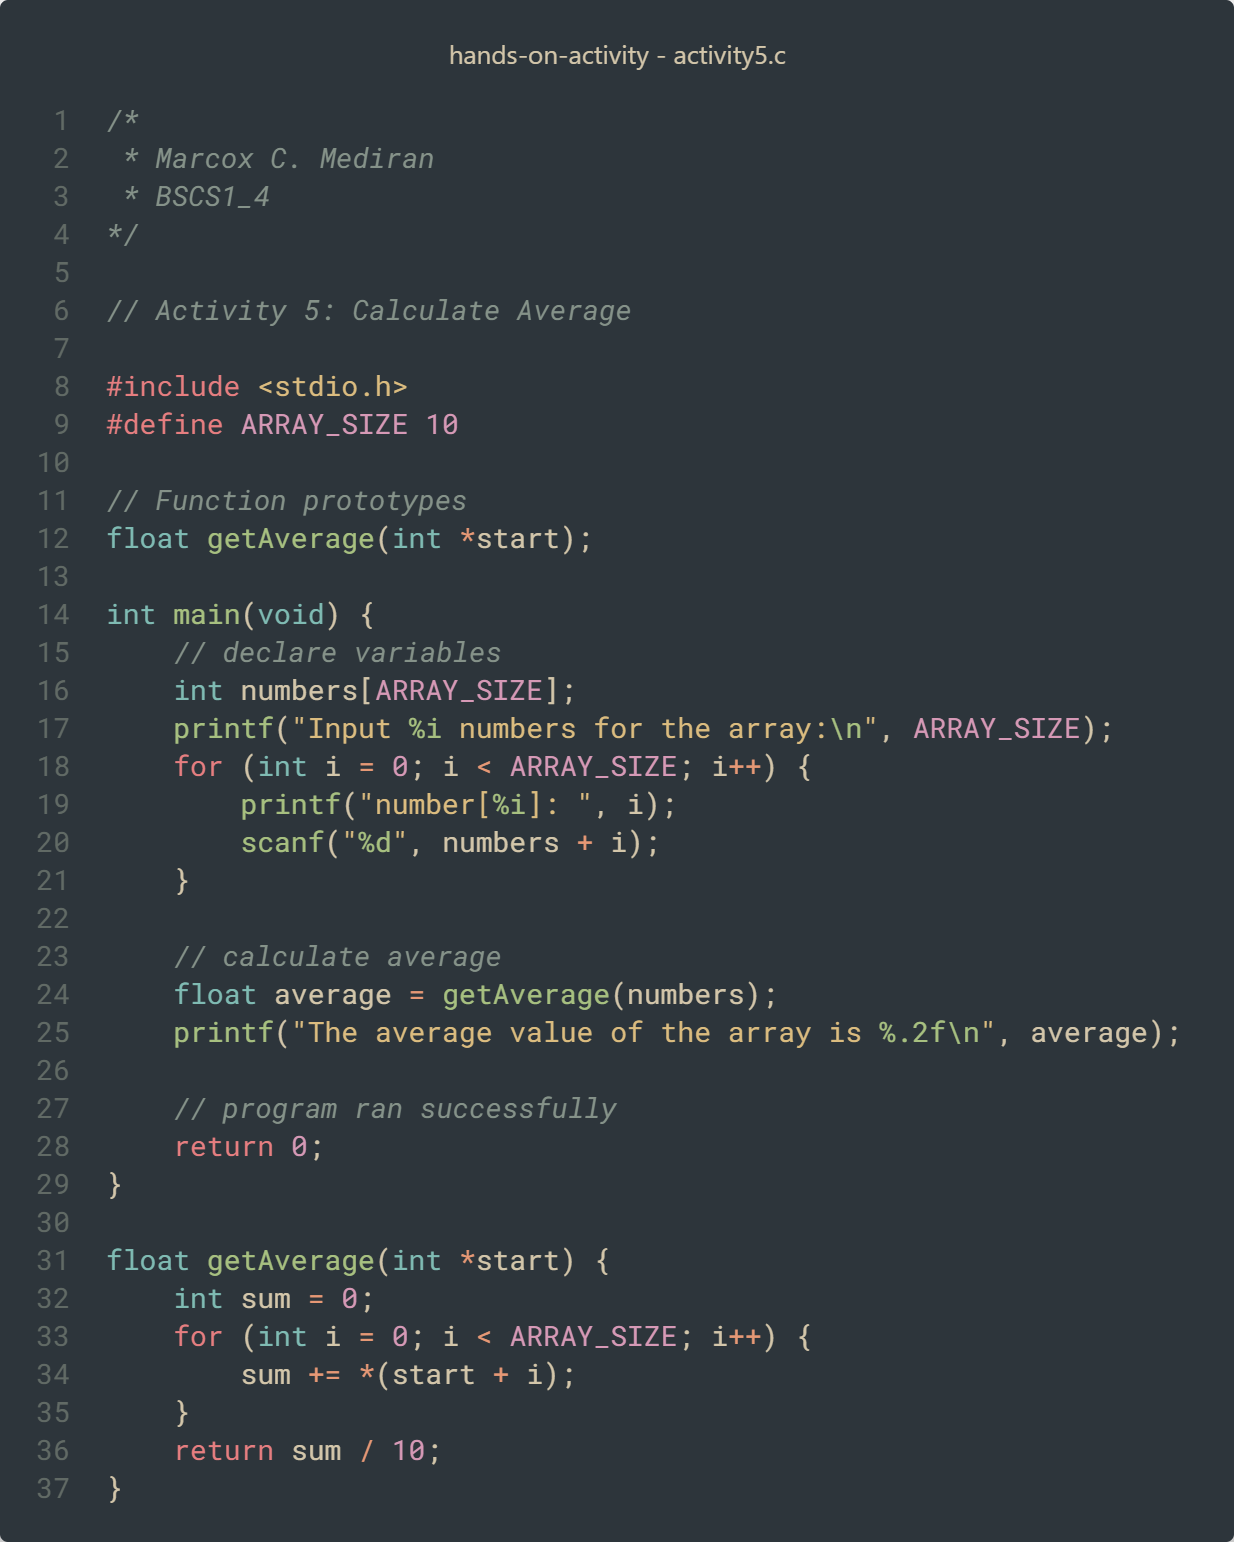 hands-on-activity - activity5.c
1 /*
2  * Marcox C. Mediran
3  * BSCS1_4
4 */
5
6 // Activity 5: Calculate Average
7
8 #include <stdio.h>
9 #define ARRAY_SIZE 10
10
11 // Function prototypes
12 float getAverage(int *start);
13
14 int main(void) {
15     // declare variables
16     int numbers[ARRAY_SIZE];
17     printf("Input %i numbers for the array:\n", ARRAY_SIZE);
18     for (int i = 0; i < ARRAY_SIZE; i++) {
19         printf("number[%i]: ", i);
20         scanf("%d", numbers + i);
21     }
22
23     // calculate average
24     float average = getAverage(numbers);
25     printf("The average value of the array is %.2f\n", average);
26
27     // program ran successfully
28     return 0;
29 }
30
31 float getAverage(int *start) {
32     int sum = 0;
33     for (int i = 0; i < ARRAY_SIZE; i++) {
34         sum += *(start + i);
35     }
36     return sum / 10;
37 }